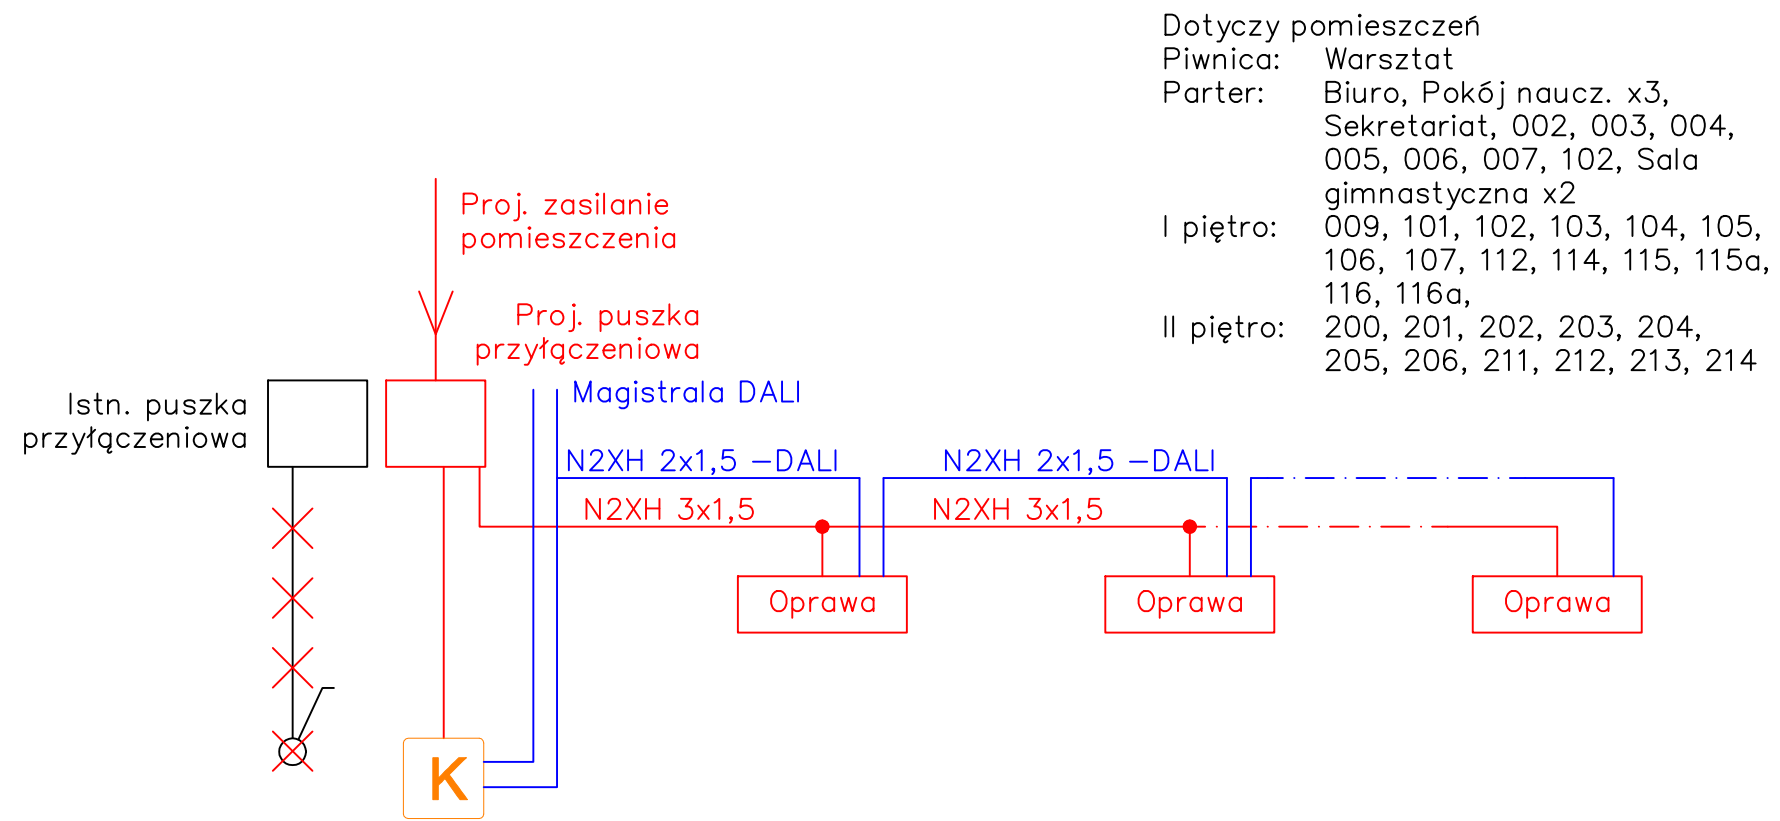 Dotyczy pomieszczeń
Piwnica: Warsztat
Parter: Biuro, Pokój naucz. x3,
Sekretariat, 002, 003, 004,
005, 006, 007, 102, Sala
gimnastyczna x2
I piętro: 009, 101, 102, 103, 104, 105,
106, 107, 112, 114, 115, 115a,
116, 116a,
II piętro: 200, 201, 202, 203, 204,
205, 206, 211, 212, 213, 214
Proj. zasilanie
pomieszczenia
Proj. puszka
przyłączeniowa
Magistrala DALI
Istn. puszka
przyłączeniowa
N2XH 2x1,5 –DALI
N2XH 2x1,5 –DALI
N2XH 3x1,5
N2XH 3x1,5
Oprawa
Oprawa
Oprawa
K